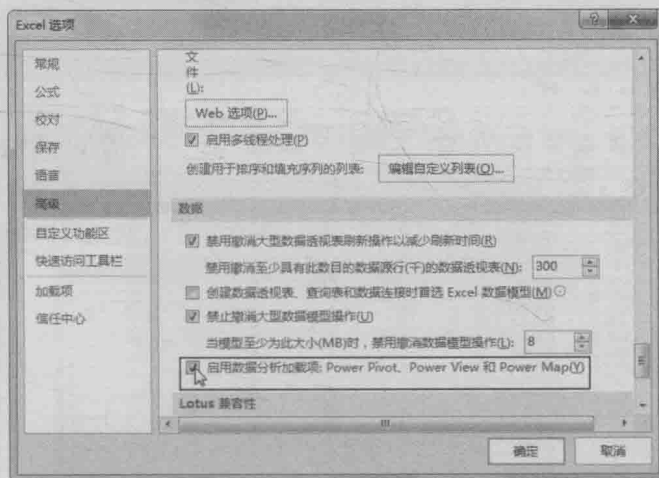 Excel 选项
常规
公式
校对
保存
语言
高级
自定义功能区
快速访问工具栏
加载项
信任中心
文
件
(L):
Web 选项(P)...
启用多线程处理(P)
创建用于排序和填充序列的列表: 编辑自定义列表(O)...
数据
禁用撤消大型数据透视表刷新操作以减少刷新时间(R)
禁用撤消至少具有此数目的数据源行(千)的数据透视表(N): 300
创建数据透视表、查询表和数据连接时首选 Excel 数据模型(M)
禁止撤消大型数据模型操作(U)
当模型至少为此大小(MB)时，禁用撤消数据模型操作(L): 8
启用数据分析加载项: Power Pivot、Power View 和 Power Map(Y)
Lotus 兼容性
确定 取消